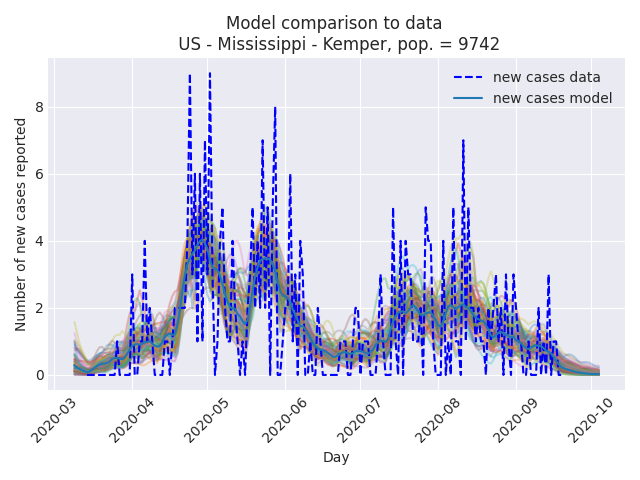 Model comparison to data
US - Mississippi - Kemper, pop. = 9742
new cases data
new cases model
Number of new cases reported
8
6
4
2
0
2020-03
2020-04
2020-05
2020-06
2020-07
2020-08
2020-09
2020-10
Day